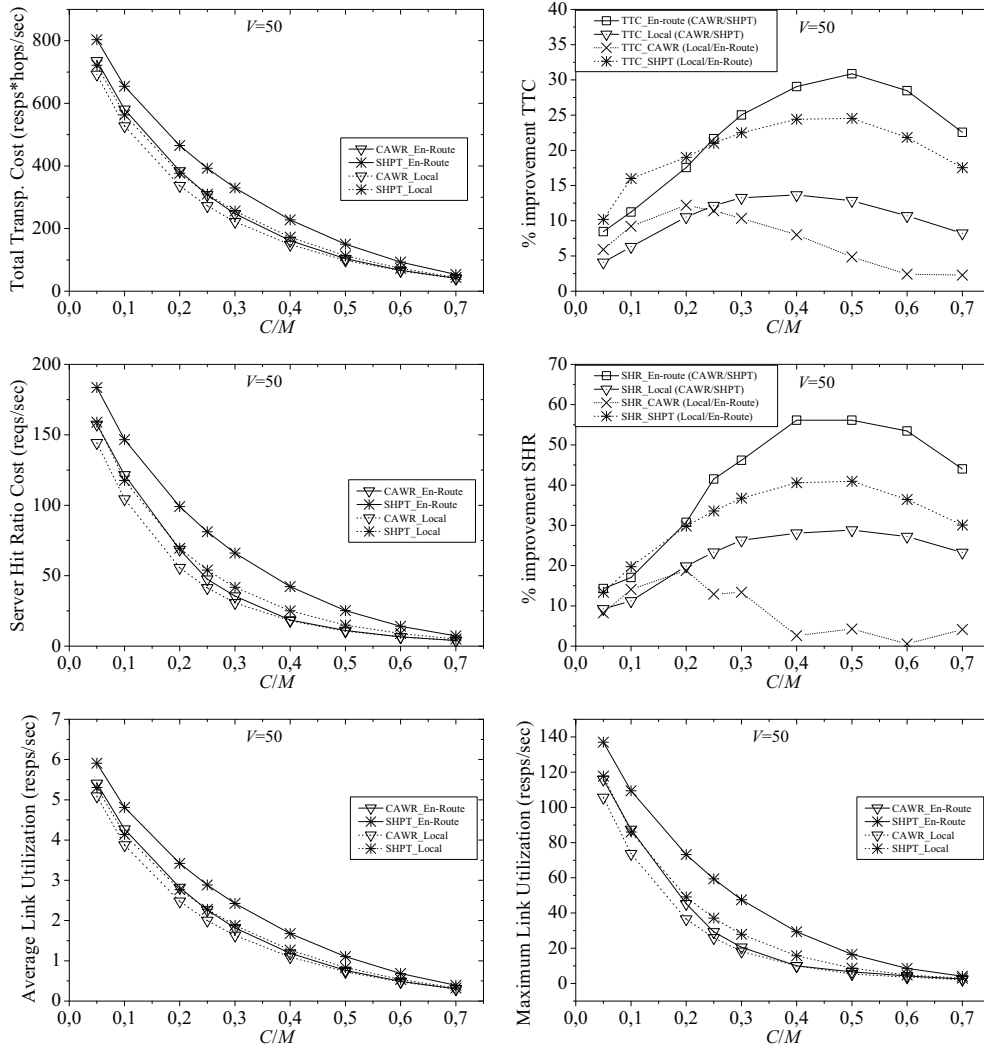 V=50
Total Transp. Cost (resps*hops/sec)
800
600
400
200
0
CAWR_En-Route
SHPT_En-Route
CAWR_Local
SHPT_Local
0,0 0,1 0,2 0,3 0,4 0,5 0,6 0,7
C/M
% improvement TTC
40
35
30
25
20
15
10
5
0
TTC_En-route (CAWR/SHPT)
TTC_Local (CAWR/SHPT)
TTC_CAWR (Local/En-Route)
TTC_SHPT (Local/En-Route)
V=50
0,0 0,1 0,2 0,3 0,4 0,5 0,6 0,7
C/M
V=50
Server Hit Ratio Cost (reqs/sec)
200
150
100
50
0
CAWR_En-Route
SHPT_En-Route
CAWR_Local
SHPT_Local
0,0 0,1 0,2 0,3 0,4 0,5 0,6 0,7
C/M
% improvement SHR
70
60
50
40
30
20
10
0
SHR_En-route (CAWR/SHPT)
SHR_Local (CAWR/SHPT)
SHR_CAWR (Local/En-Route)
SHR_SHPT (Local/En-Route)
V=50
0,0 0,1 0,2 0,3 0,4 0,5 0,6 0,7
C/M
V=50
Average Link Utilization (resps/sec)
7
6
5
4
3
2
1
0
CAWR_En-Route
SHPT_En-Route
CAWR_Local
SHPT_Local
0,0 0,1 0,2 0,3 0,4 0,5 0,6 0,7
C/M
V=50
Maximum Link Utilization (resps/sec)
140
120
100
80
60
40
20
0
CAWR_En-Route
SHPT_En-Route
CAWR_Local
SHPT_Local
0,0 0,1 0,2 0,3 0,4 0,5 0,6 0,7
C/M